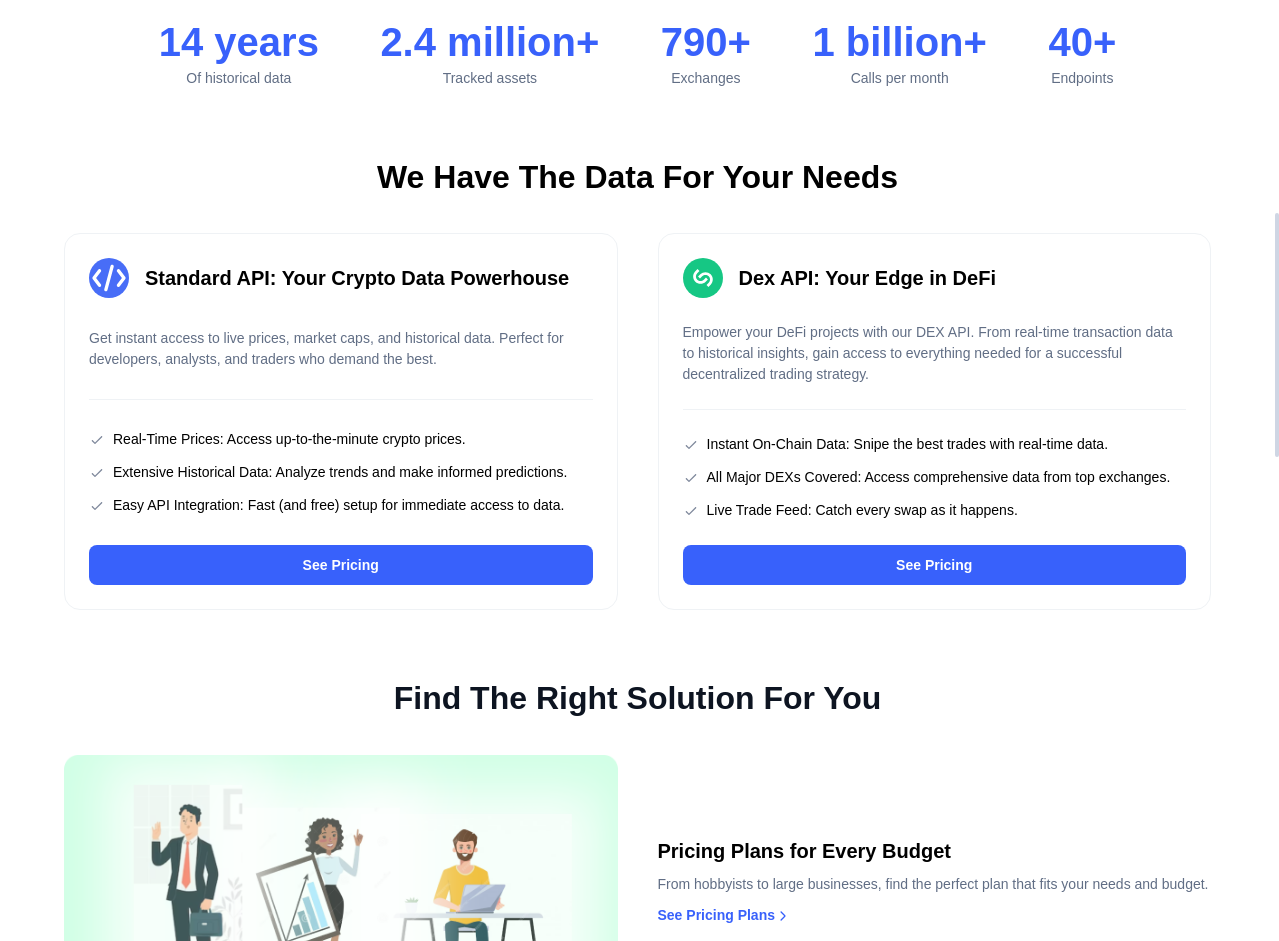 14 years
Of historical data
2.4 million+
Tracked assets
790+
Exchanges
1 billion+
Calls per month
40+
Endpoints
We Have The Data For Your Needs
Standard API: Your Crypto Data Powerhouse
Get instant access to live prices, market caps, and historical data. Perfect for
developers, analysts, and traders who demand the best.
Real-Time Prices: Access up-to-the-minute crypto prices.
Extensive Historical Data: Analyze trends and make informed predictions.
Easy API Integration: Fast (and free) setup for immediate access to data.
See Pricing
Dex API: Your Edge in DeFi
Empower your DeFi projects with our DEX API. From real-time transaction data
to historical insights, gain access to everything needed for a successful
decentralized trading strategy.
Instant On-Chain Data: Snipe the best trades with real-time data.
All Major DEXs Covered: Access comprehensive data from top exchanges.
Live Trade Feed: Catch every swap as it happens.
See Pricing
Find The Right Solution For You
Pricing Plans for Every Budget
From hobbyists to large businesses, find the perfect plan that fits your needs and budget.
See Pricing Plans